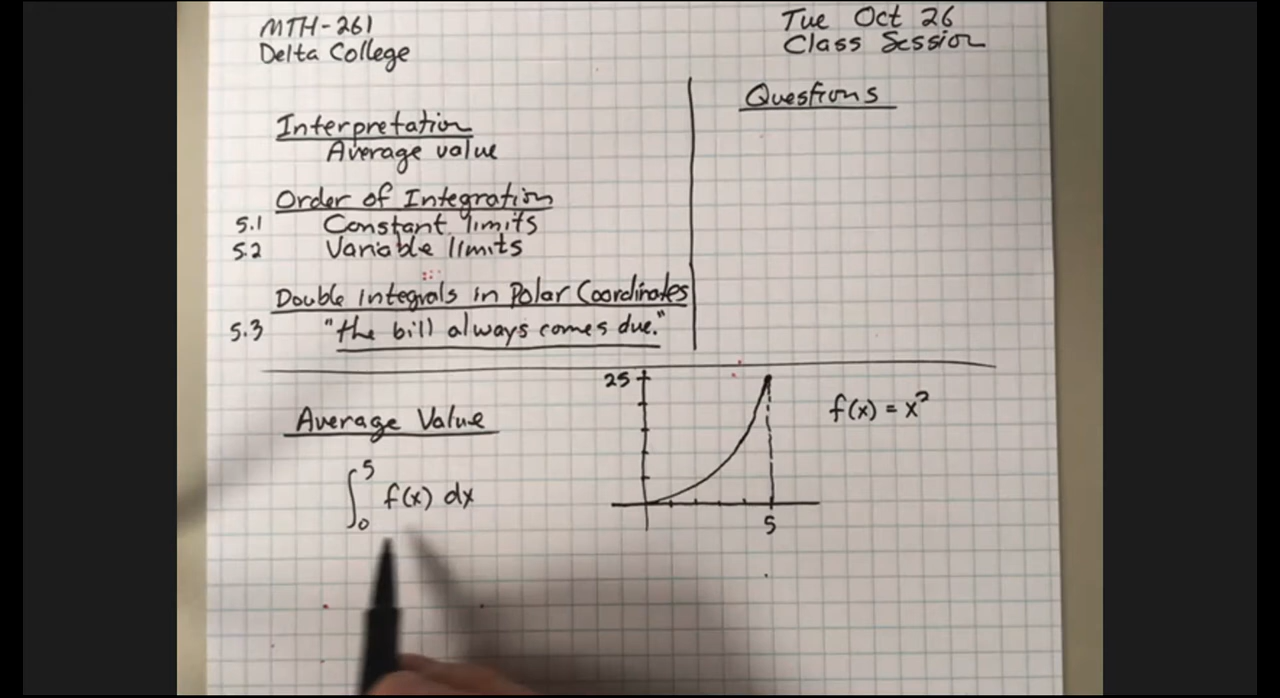 MTH-261
Delta College
Tue Oct 26
Class Session
Interpretation
Average value
Order of Integration
5.1 Constant limits
5.2 Variable limits
Double integrals in Polar Coordinates
5.3 "the bill always comes due."
Questions
Average Value
∫₀⁵ f(x) dx
25
5
f(x) = x²